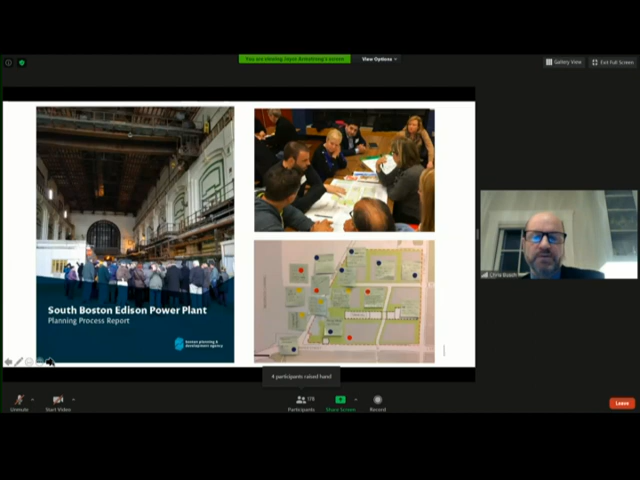 You are viewing Joyce Armstrong's screen
View Options
Gallery View
Exit Full Screen
South Boston Edison Power Plant
Planning Process Report
boston planning &
development agency
4 participants raised hand
178
Unmute
Start Video
Participants
Share Screen
Record
Leave